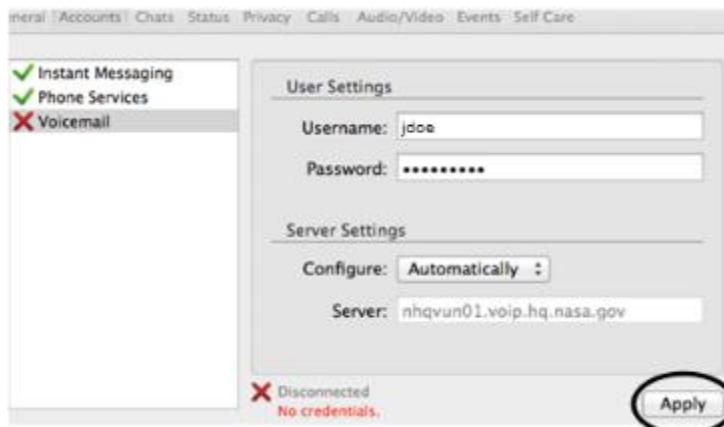 neral Accounts Chats Status Privacy Calls Audio/Video Events Self Care
Instant Messaging
Phone Services
Voicemail
User Settings
Username: jdoe
Password: •••••••••
Server Settings
Configure: Automatically
Server: nhqvun01.voip.hq.nasa.gov
Disconnected
No credentials.
Apply